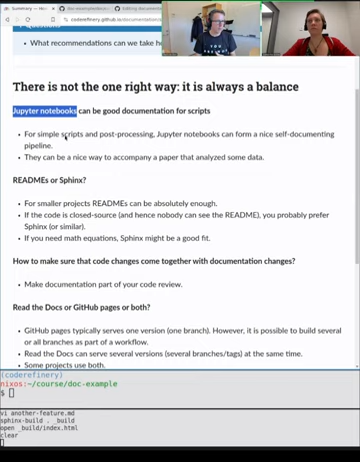 coderefinery.github.io/documentation/
What recommendations can we take h
There is not the one right way: it is always a balance
Jupyter notebooks can be good documentation for scripts
For simple scripts and post-processing, Jupyter notebooks can form a nice self-documenting
pipeline.
They can be a nice way to accompany a paper that analyzed some data.
READMEs or Sphinx?
For smaller projects READMEs can be absolutely enough.
If the code is closed-source (and hence nobody can see the README), you probably prefer
Sphinx (or similar).
If you need math equations, Sphinx might be a good fit.
How to make sure that code changes come together with documentation changes?
Make documentation part of your code review.
Read the Docs or GitHub pages or both?
GitHub pages typically serves one version (one branch). However, it is possible to build several
or all branches as part of a workflow.
Read the Docs can serve several versions (several branches/tags) at the same time.
Some projects use both.
(coderefinery)
nixos:~/course/doc-example
$
vi another-feature.md
sphinx-build . _build
open _build/index.html
clear